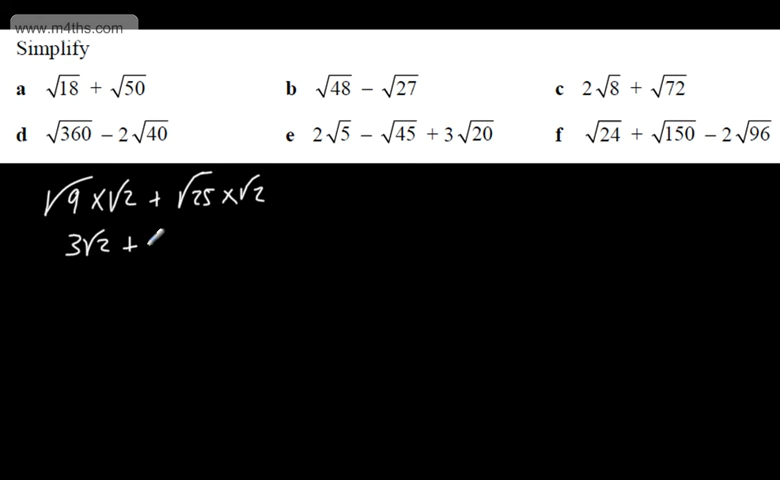 www.m4ths.com
Simplify
a √18 + √50 b √48 − √27 c 2√8 + √72
d √360 − 2√40 e 2√5 − √45 + 3√20 f √24 + √150 − 2√96
√9 x √2 + √25 x √2
3√2 +